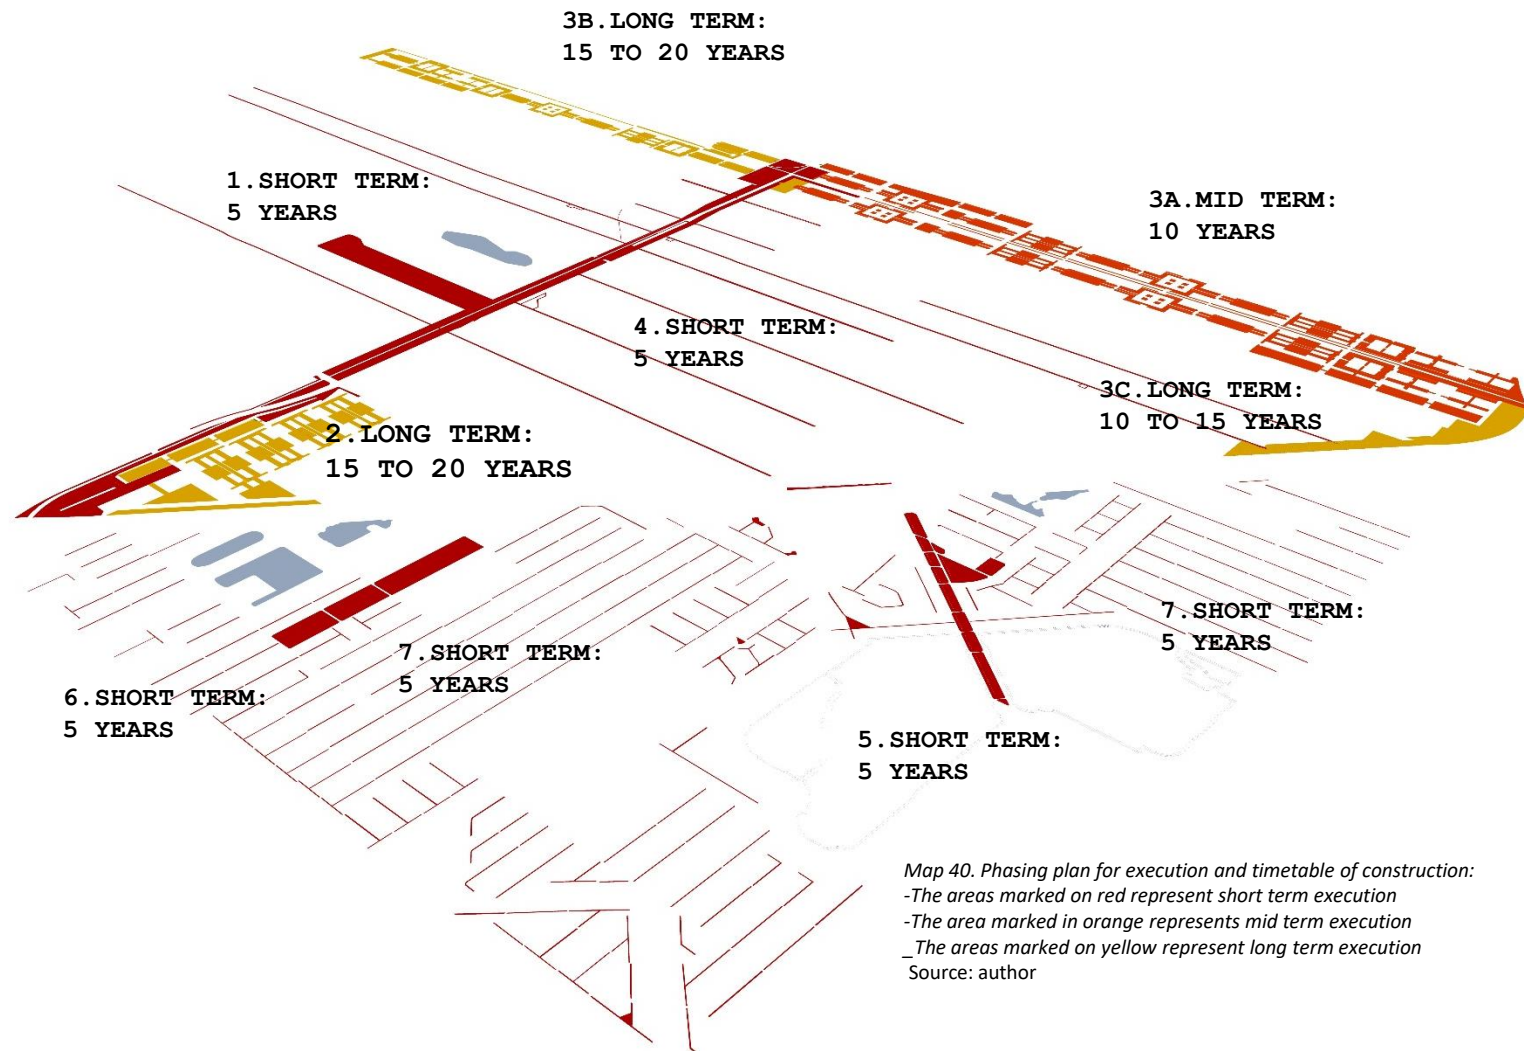 3B.LONG TERM:
15 TO 20 YEARS
1.SHORT TERM:
5 YEARS
3A.MID TERM:
10 YEARS
4.SHORT TERM:
5 YEARS
3C.LONG TERM:
10 TO 15 YEARS
2.LONG TERM:
15 TO 20 YEARS
7.SHORT TERM:
5 YEARS
7.SHORT TERM:
5 YEARS
6.SHORT TERM:
5 YEARS
5.SHORT TERM:
5 YEARS
Map 40. Phasing plan for execution and timetable of construction:
-The areas marked on red represent short term execution
-The area marked in orange represents mid term execution
_The areas marked on yellow represent long term execution
Source: author